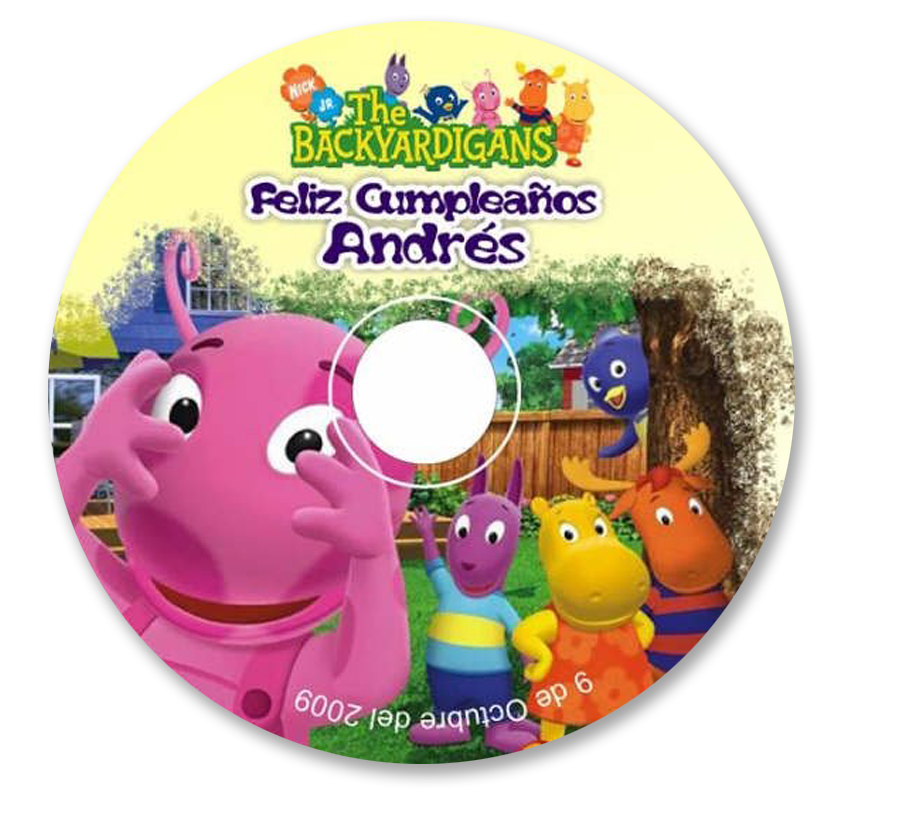 NICK
JR
The
BACKYARDIGANS
Feliz Cumpleaños
Andrés
9 de Octubre del 2009